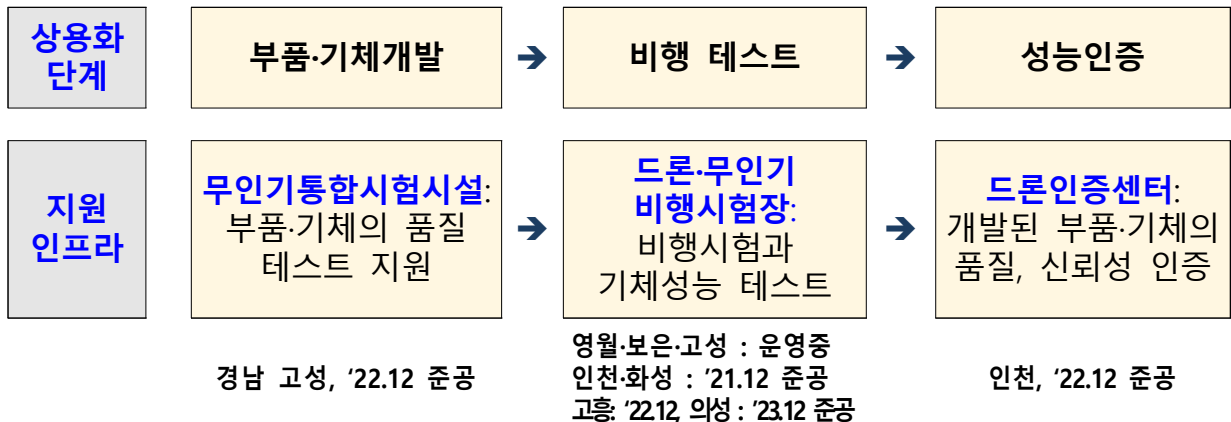 상용화
단계
부품·기체개발
➔
비행 테스트
➔
성능인증
지원
인프라
무인기통합시험시설:
부품·기체의 품질
테스트 지원
➔
드론·무인기
비행시험장:
비행시험과
기체성능 테스트
➔
드론인증센터:
개발된 부품·기체의
품질, 신뢰성 인증
경남 고성, ‘22.12 준공
영월·보은·고성 : 운영중
인천·화성 : ’21.12 준공
고흥: ‘22.12, 의성 : ’23.12 준공
인천, ‘22.12 준공